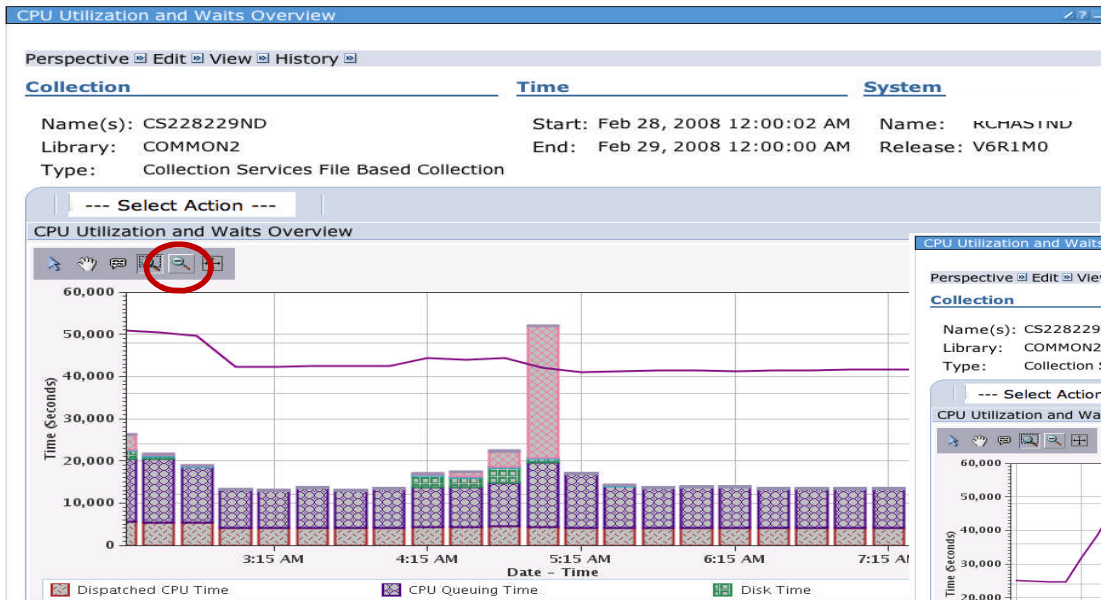 CPU Utilization and Waits Overview
Perspective Edit View History
Collection Time System
Name(s): CS228229ND Start: Feb 28, 2008 12:00:02 AM Name: RCHASTND
Library: COMMON2 End: Feb 29, 2008 12:00:00 AM Release: V6R1M0
Type: Collection Services File Based Collection
--- Select Action ---
CPU Utilization and Waits Overview
60,000
50,000
40,000
30,000
20,000
10,000
0
Time (Seconds)
3:15 AM 4:15 AM 5:15 AM 6:15 AM 7:15 A
Date - Time
Dispatched CPU Time CPU Queuing Time Disk Time
CPU Utilization and Waits
Perspective Edit Vie
Collection
Name(s): CS228229
Library: COMMON2
Type: Collection
--- Select Action
CPU Utilization and Wa
60,000
50,000
40,000
30,000
20,000
Time (Seconds)